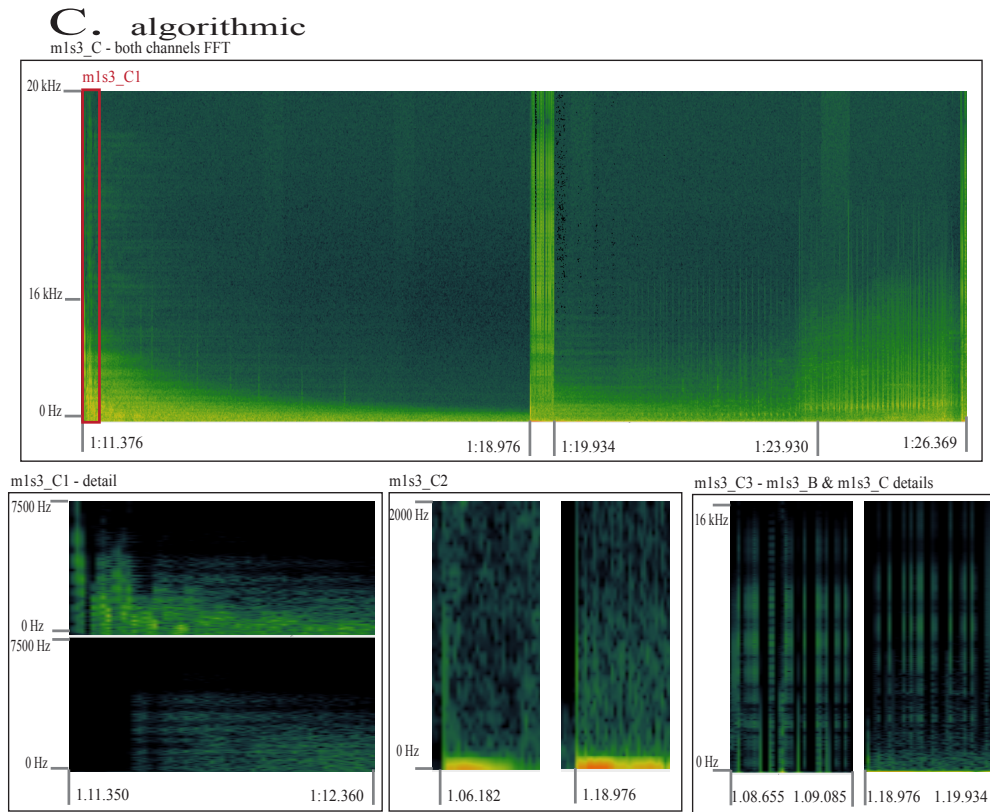 C. algorithmic
m1s3_C - both channels FFT
m1s3_C1
20 kHz
16 kHz
0 Hz
1:11.376 1:18.976 1:19.934 1:23.930 1:26.369
m1s3_C1 - detail
7500 Hz
0 Hz
7500 Hz
0 Hz
1.11.350 1:12.360
m1s3_C2
2000 Hz
0 Hz
1.06.182 1.18.976
m1s3_C3 - m1s3_B & m1s3_C details
16 kHz
0 Hz
1.08.655 1.09.085 1.18.976 1.19.934